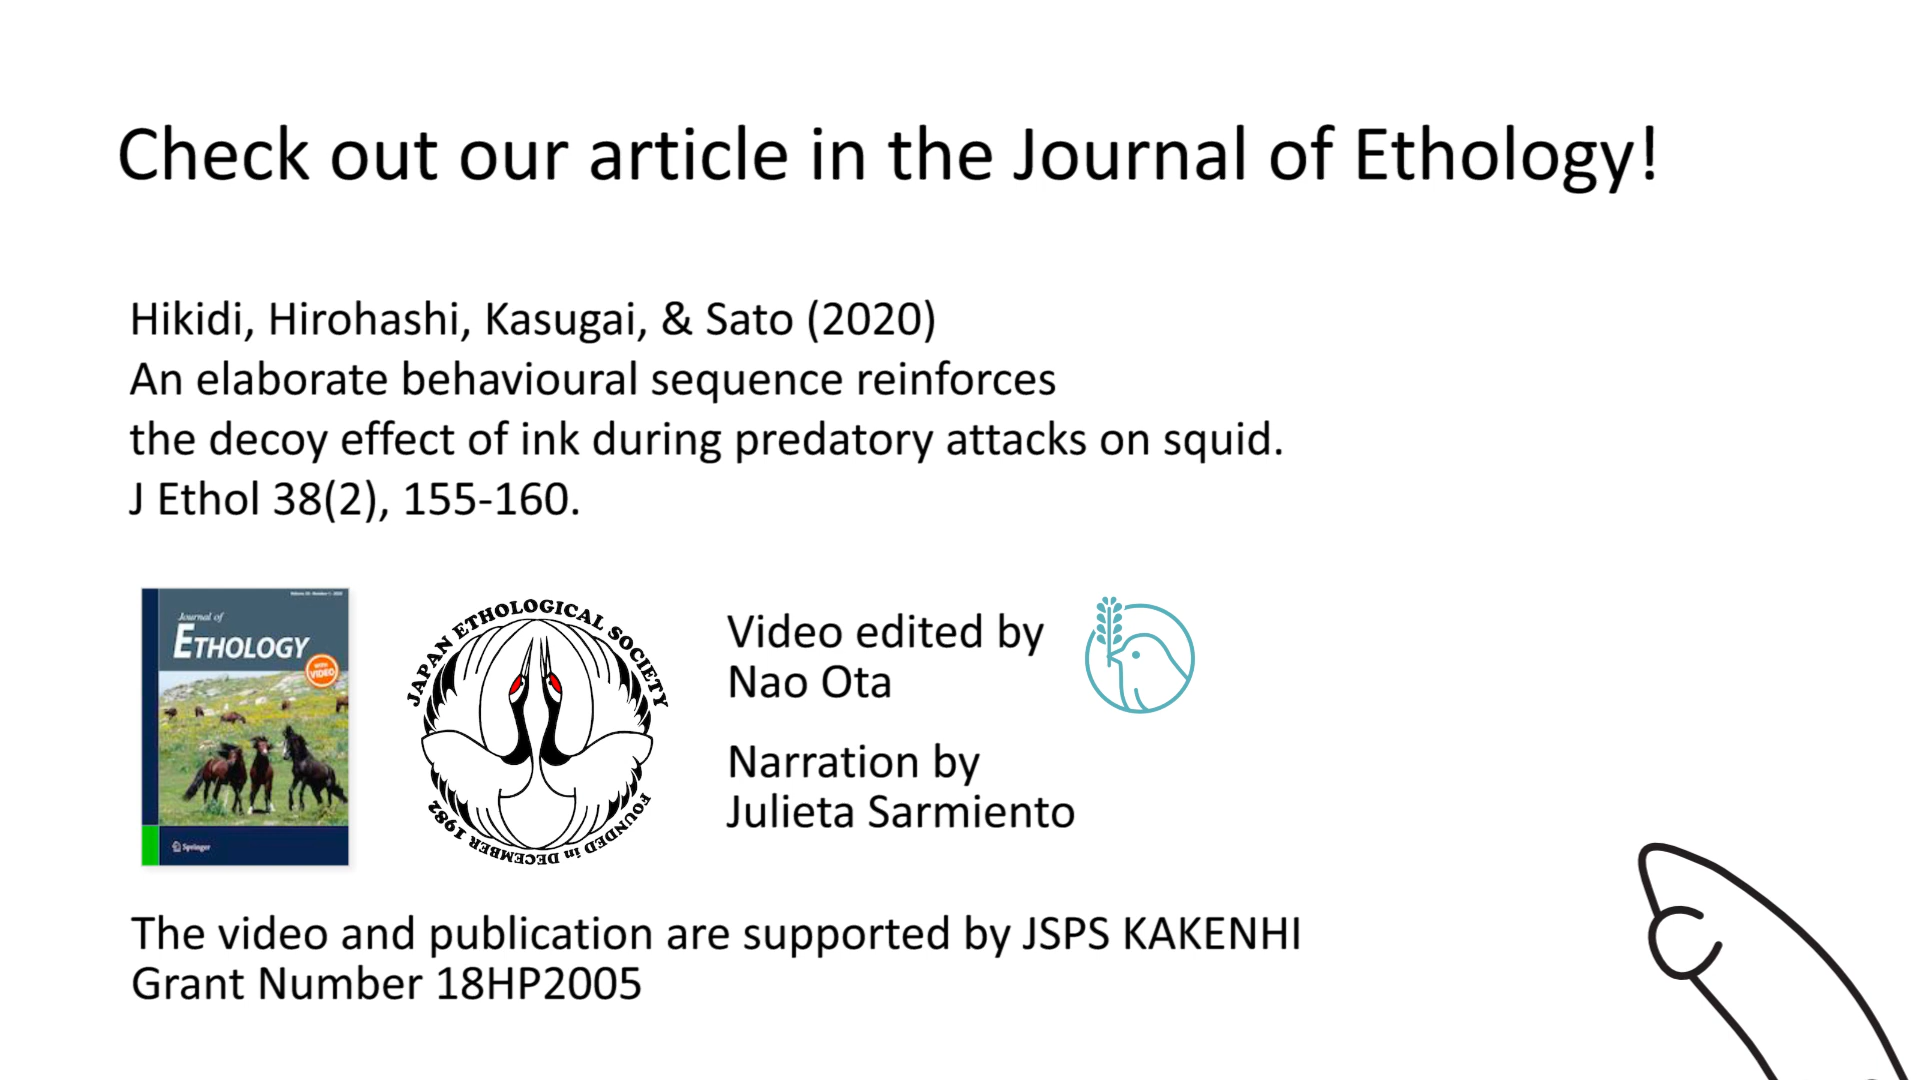 Check out our article in the Journal of Ethology!
Hikidi, Hirohashi, Kasugai, & Sato (2020)
An elaborate behavioural sequence reinforces
the decoy effect of ink during predatory attacks on squid.
J Ethol 38(2), 155-160.
Journal of
ETHOLOGY
WITH
VIDEO
Springer
JAPAN ETHOLOGICAL SOCIETY
FOUNDED in DECEMBER 1982
Video edited by
Nao Ota
Narration by
Julieta Sarmiento
The video and publication are supported by JSPS KAKENHI
Grant Number 18HP2005